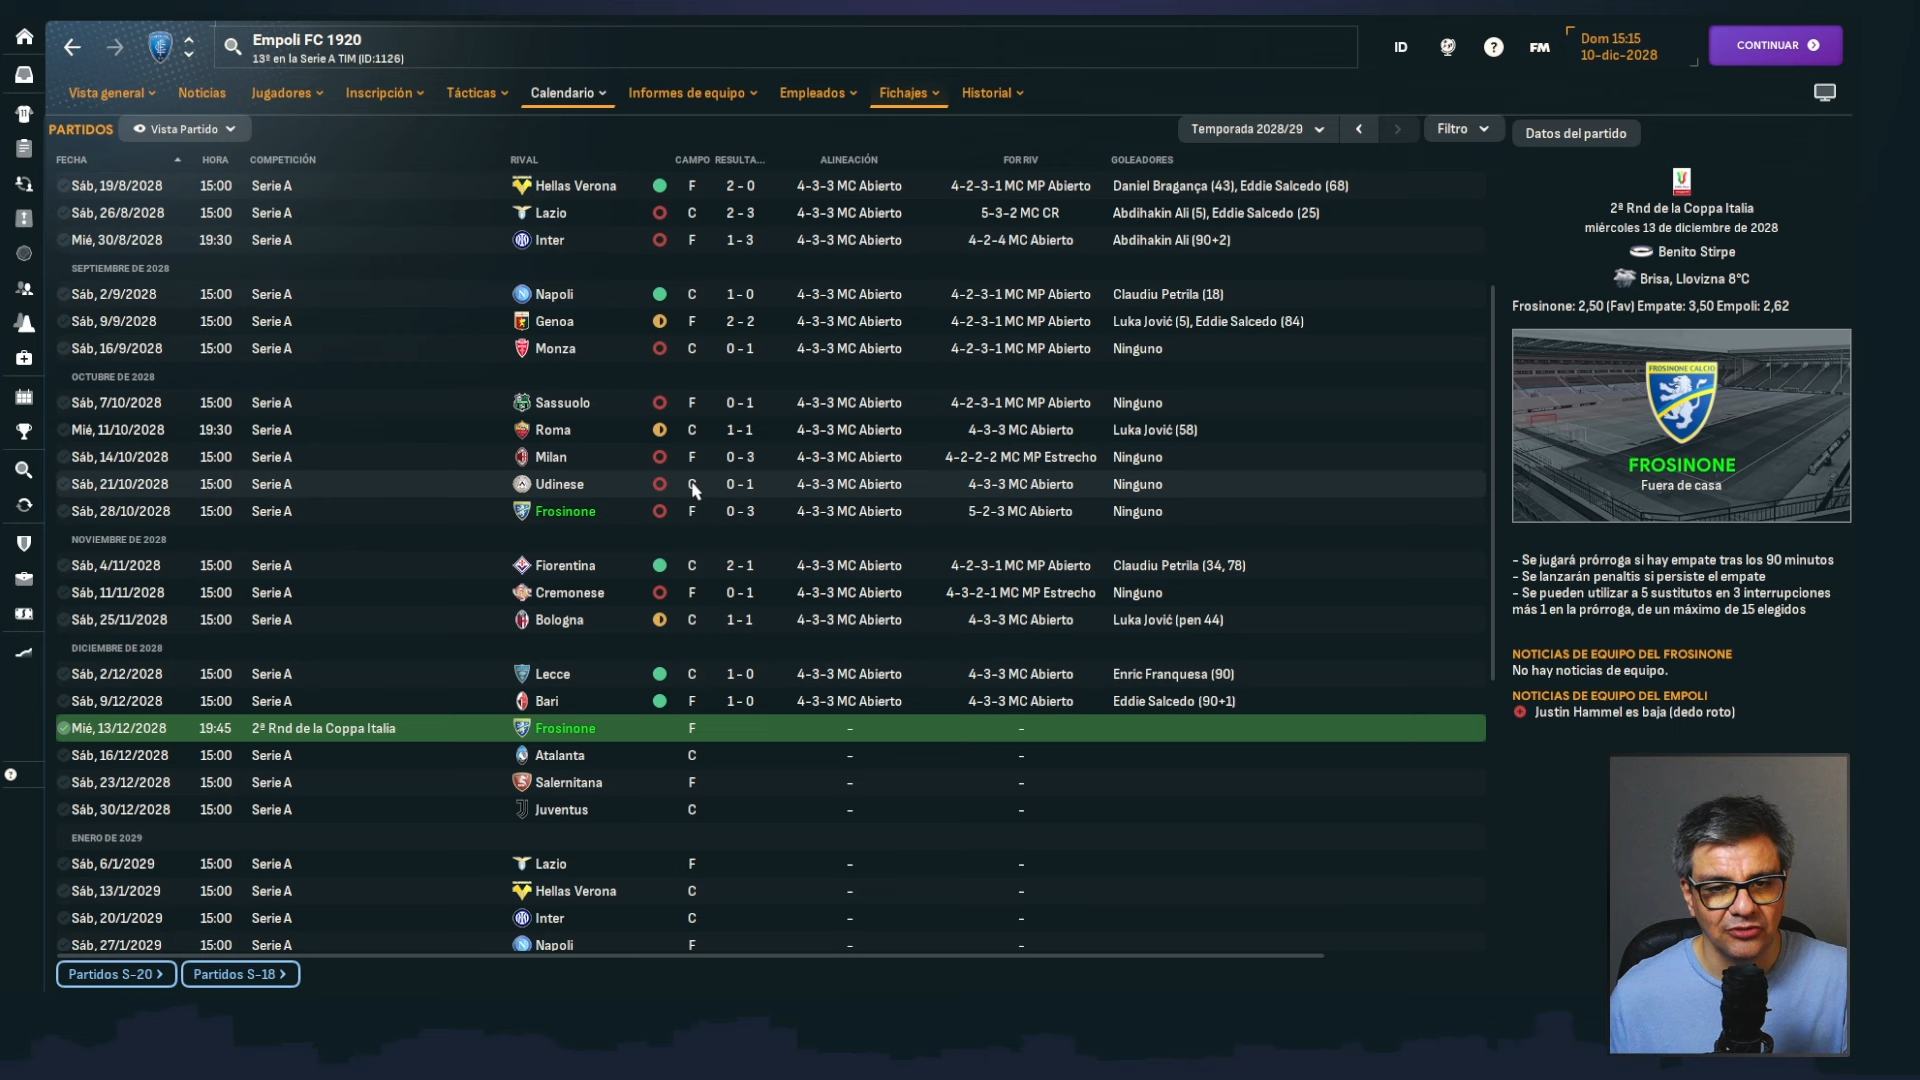 Empoli FC 1920
13º en la Serie A TIM (ID:1126)
ID
FM
Dom 15:15
10-dic-2028
CONTINUAR
Vista general Noticias Jugadores Inscripción Tácticas Calendario Informes de equipo Empleados Fichajes Historial
PARTIDOS Vista Partido Temporada 2028/29 Filtro Datos del partido
FECHA HORA COMPETICIÓN RIVAL CAMPO RESULTA... ALINEACIÓN FOR RIV GOLEADORES
Sáb, 19/8/2028 15:00 Serie A Hellas Verona F 2 - 0 4-3-3 MC Abierto 4-2-3-1 MC MP Abierto Daniel Bragança (43), Eddie Salcedo (68)
Sáb, 26/8/2028 15:00 Serie A Lazio C 2 - 3 4-3-3 MC Abierto 5-3-2 MC CR Abdihakin Ali (5), Eddie Salcedo (25)
Mié, 30/8/2028 19:30 Serie A Inter F 1 - 3 4-3-3 MC Abierto 4-2-4 MC Abierto Abdihakin Ali (90+2)
SEPTIEMBRE DE 2028
Sáb, 2/9/2028 15:00 Serie A Napoli C 1 - 0 4-3-3 MC Abierto 4-2-3-1 MC MP Abierto Claudiu Petrila (18)
Sáb, 9/9/2028 15:00 Serie A Genoa F 2 - 2 4-3-3 MC Abierto 4-2-3-1 MC MP Abierto Luka Jović (5), Eddie Salcedo (84)
Sáb, 16/9/2028 15:00 Serie A Monza C 0 - 1 4-3-3 MC Abierto 4-2-3-1 MC MP Abierto Ninguno
OCTUBRE DE 2028
Sáb, 7/10/2028 15:00 Serie A Sassuolo F 0 - 1 4-3-3 MC Abierto 4-2-3-1 MC MP Abierto Ninguno
Mié, 11/10/2028 19:30 Serie A Roma C 1 - 1 4-3-3 MC Abierto 4-3-3 MC Abierto Luka Jović (58)
Sáb, 14/10/2028 15:00 Serie A Milan F 0 - 3 4-3-3 MC Abierto 4-2-2-2 MC MP Estrecho Ninguno
Sáb, 21/10/2028 15:00 Serie A Udinese 0 - 1 4-3-3 MC Abierto 4-3-3 MC Abierto Ninguno
Sáb, 28/10/2028 15:00 Serie A Frosinone F 0 - 3 4-3-3 MC Abierto 5-2-3 MC Abierto Ninguno
NOVIEMBRE DE 2028
Sáb, 4/11/2028 15:00 Serie A Fiorentina C 2 - 1 4-3-3 MC Abierto 4-2-3-1 MC MP Abierto Claudiu Petrila (34, 78)
Sáb, 11/11/2028 15:00 Serie A Cremonese F 0 - 1 4-3-3 MC Abierto 4-3-2-1 MC MP Estrecho Ninguno
Sáb, 25/11/2028 15:00 Serie A Bologna C 1 - 1 4-3-3 MC Abierto 4-3-3 MC Abierto Luka Jović (pen 44)
DICIEMBRE DE 2028
Sáb, 2/12/2028 15:00 Serie A Lecce C 1 - 0 4-3-3 MC Abierto 4-3-3 MC Abierto Enric Franquesa (90)
Sáb, 9/12/2028 15:00 Serie A Bari F 1 - 0 4-3-3 MC Abierto 4-3-3 MC Abierto Eddie Salcedo (90+1)
Mié, 13/12/2028 19:45 2ª Rnd de la Coppa Italia Frosinone F - -
Sáb, 16/12/2028 15:00 Serie A Atalanta C - -
Sáb, 23/12/2028 15:00 Serie A Salernitana F - -
Sáb, 30/12/2028 15:00 Serie A Juventus C - -
ENERO DE 2029
Sáb, 6/1/2029 15:00 Serie A Lazio F - -
Sáb, 13/1/2029 15:00 Serie A Hellas Verona C - -
Sáb, 20/1/2029 15:00 Serie A Inter C - -
Sáb, 27/1/2029 15:00 Serie A Napoli F - -
Partidos S-20 Partidos S-18
2ª Rnd de la Coppa Italia
miércoles 13 de diciembre de 2028
Benito Stirpe
Brisa, Llovizna 8°C
Frosinone: 2,50 (Fav) Empate: 3,50 Empoli: 2,62
FROSINONE CALCIO
FROSINONE
Fuera de casa
- Se jugará prórroga si hay empate tras los 90 minutos
- Se lanzarán penaltis si persiste el empate
- Se pueden utilizar a 5 sustitutos en 3 interrupciones
más 1 en la prórroga, de un máximo de 15 elegidos
NOTICIAS DE EQUIPO DEL FROSINONE
No hay noticias de equipo.
NOTICIAS DE EQUIPO DEL EMPOLI
Justin Hammel es baja (dedo roto)